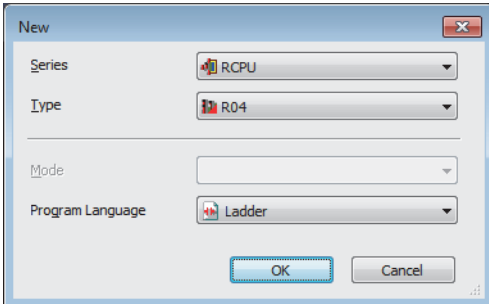 New
Series RCPU
Type R04
Mode
Program Language Ladder
OK Cancel